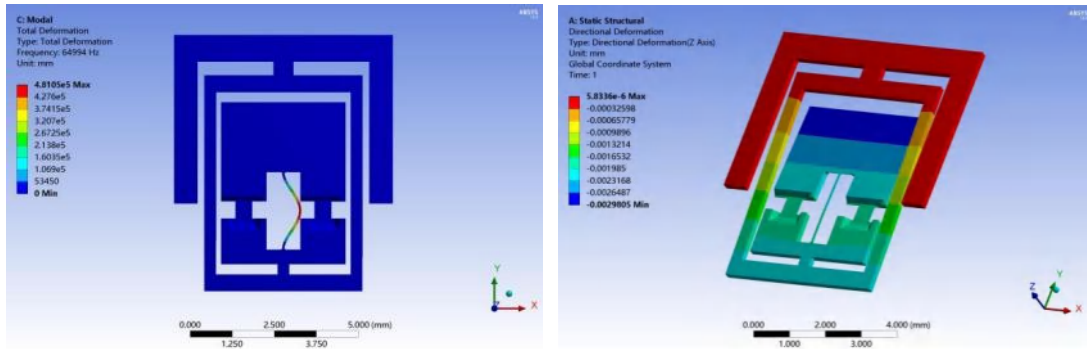 C: Modal
Total Deformation
Type: Total Deformation
Frequency: 64994 Hz
Unit: mm
4.8105e5 Max
4.276e5
3.7415e5
3.207e5
2.6725e5
2.138e5
1.6035e5
1.069e5
53450
0 Min
Y
X
0.000 2.500 5.000 (mm)
1.250 3.750
A: Static Structural
Directional Deformation
Type: Directional Deformation(Z Axis)
Unit: mm
Global Coordinate System
Time: 1
5.8336e-6 Max
-0.00032598
-0.00065779
-0.0009896
-0.0013214
-0.0016532
-0.001985
-0.0023168
-0.0026487
-0.0029805 Min
Y
Z
X
0.000 2.000 4.000 (mm)
1.000 3.000